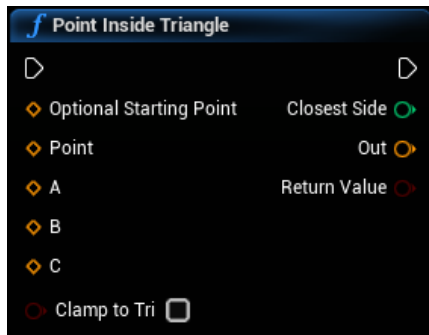 f Point Inside Triangle
Optional Starting Point Closest Side
Point Out
A Return Value
B
C
Clamp to Tri